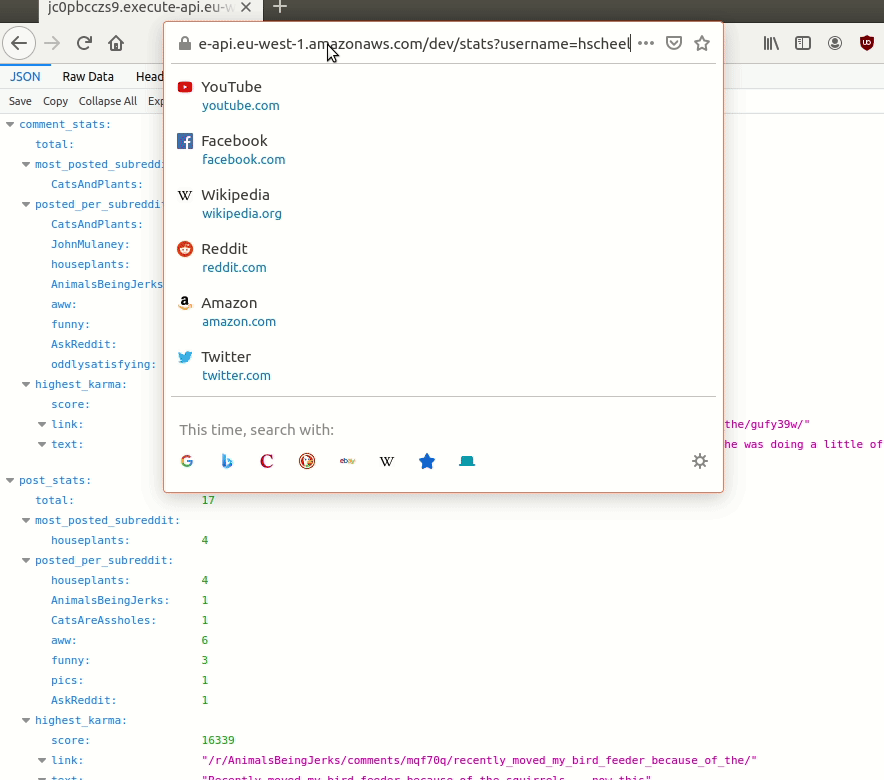 jc0pbcczs9.execute-api.eu-w
e-api.eu-west-1.amazonaws.com/dev/stats?username=hscheel
JSON Raw Data Head
Save Copy Collapse All Exp
YouTube
youtube.com
Facebook
facebook.com
Wikipedia
wikipedia.org
Reddit
reddit.com
Amazon
amazon.com
Twitter
twitter.com
This time, search with:
ebay
comment_stats:
total:
most_posted_subreddi
CatsAndPlants:
posted_per_subreddit
CatsAndPlants:
JohnMulaney:
houseplants:
AnimalsBeingJerks
aww:
funny:
AskReddit:
oddlysatisfying:
highest_karma:
score:
link: the/gufy39w/"
text: he was doing a little of
post_stats:
total: 17
most_posted_subreddit:
houseplants: 4
posted_per_subreddit:
houseplants: 4
AnimalsBeingJerks: 1
CatsAreAssholes: 1
aww: 6
funny: 3
pics: 1
AskReddit: 1
highest_karma:
score: 16339
link: "/r/AnimalsBeingJerks/comments/mqf70q/recently_moved_my_bird_feeder_because_of_the/"
text: "Recently moved my bird feeder because of the squirrels